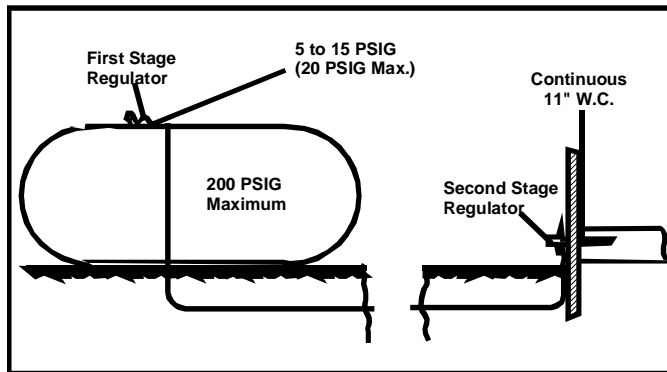 First Stage
Regulator
5 to 15 PSIG
(20 PSIG Max.)
Continuous
11" W.C.
200 PSIG
Maximum
Second Stage
Regulator